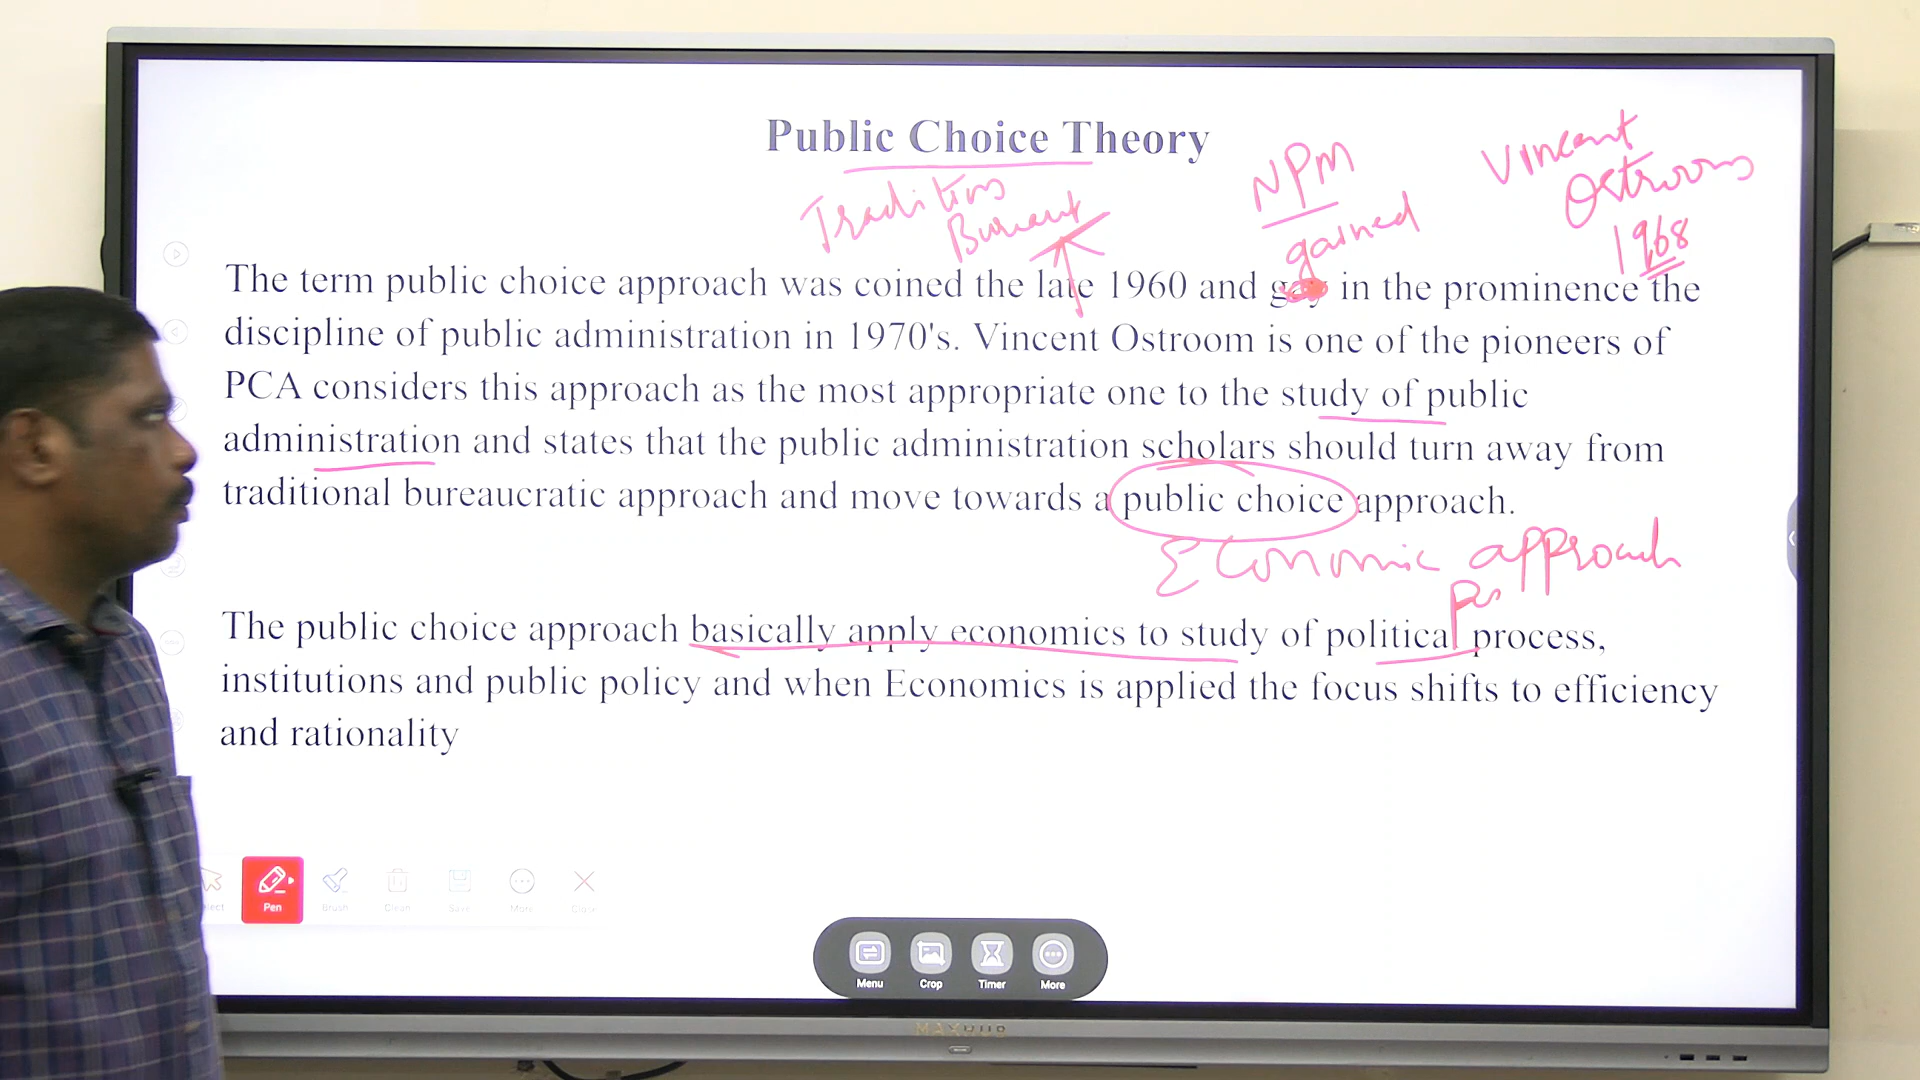 Public Choice Theory
NPM
Vincent
Ostroom
1968
gained
The term public choice approach was coined the late 1960 and in the prominence the
discipline of public administration in 1970's. Vincent Ostroom is one of the pioneers of
PCA considers this approach as the most appropriate one to the study of public
administration and states that the public administration scholars should turn away from
traditional bureaucratic approach and move towards a public choice approach.
Economic approach
The public choice approach basically apply economics to study of political process,
institutions and public policy and when Economics is applied the focus shifts to efficiency
and rationality
Pen
Brush
Clean
Save
More
Menu
Crop
Timer
More
MAXHUB